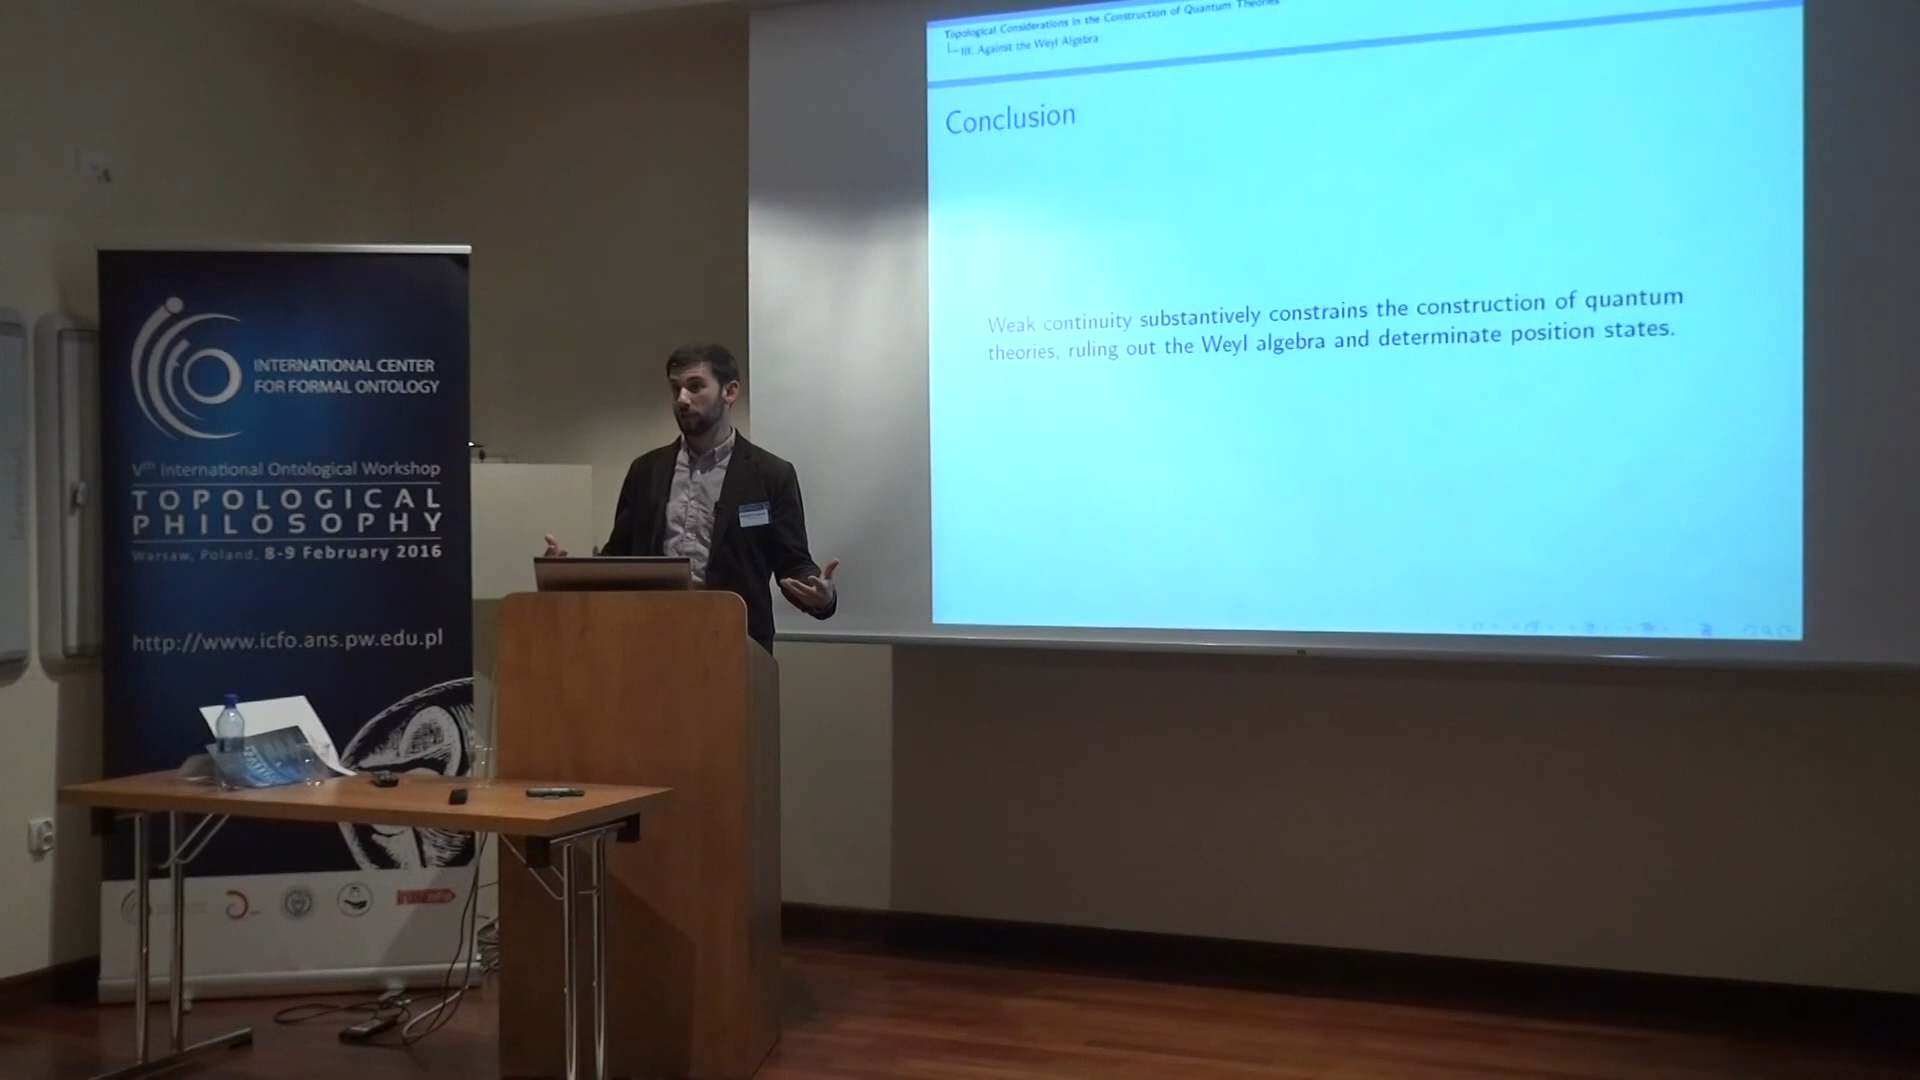 Topological Considerations in the Construction of Quantum Theories
III. Against the Weyl Algebra
Conclusion
Weak continuity substantively constrains the construction of quantum
theories, ruling out the Weyl algebra and determinate position states.
INTERNATIONAL CENTER
FOR FORMAL ONTOLOGY
Vth International Ontological Workshop
TOPOLOGICAL
PHILOSOPHY
Warsaw, Poland, 8-9 February 2016
http://www.icfo.ans.pw.edu.pl